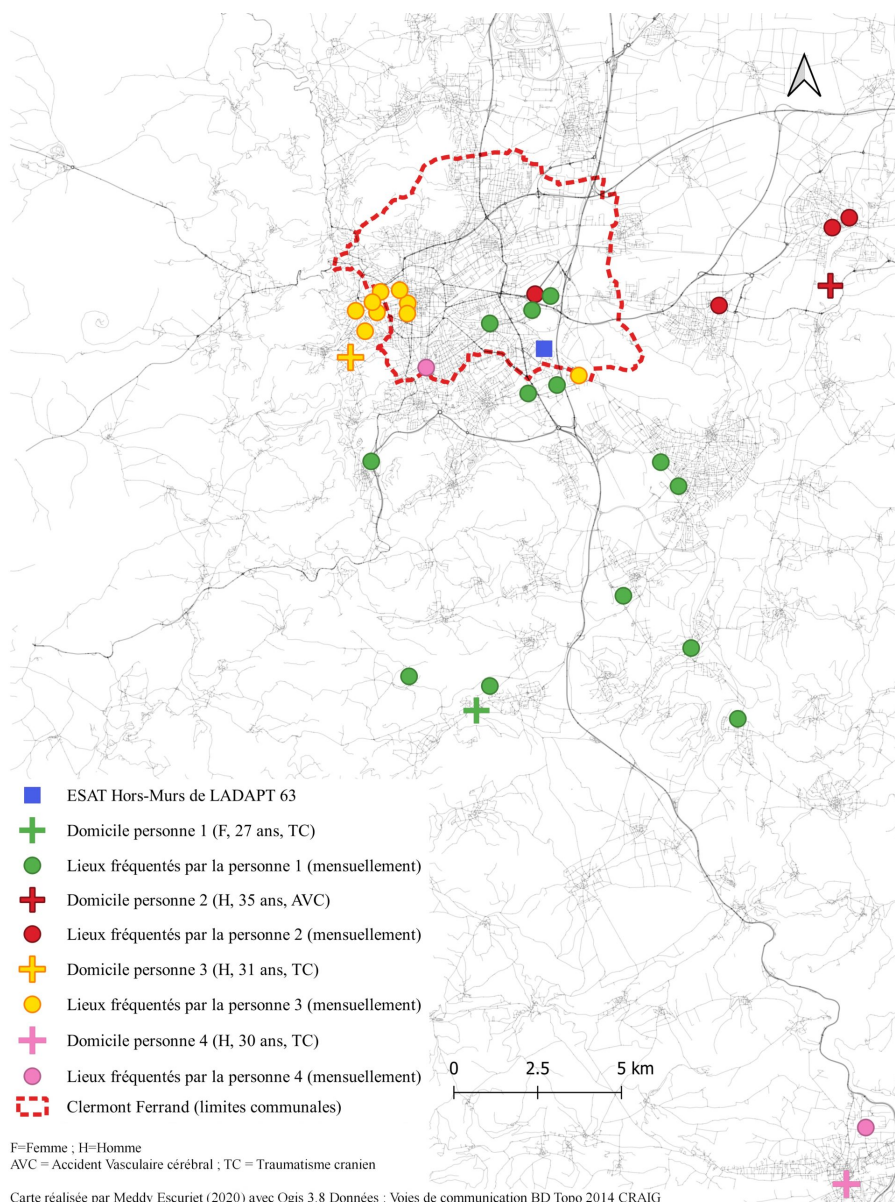 ESAT Hors-Murs de LADAPT 63
Domicile personne 1 (F, 27 ans, TC)
Lieux fréquentés par la personne 1 (mensuellement)
Domicile personne 2 (H, 35 ans, AVC)
Lieux fréquentés par la personne 2 (mensuellement)
Domicile personne 3 (H, 31 ans, TC)
Lieux fréquentés par la personne 3 (mensuellement)
Domicile personne 4 (H, 30 ans, TC)
Lieux fréquentés par la personne 4 (mensuellement)
Clermont Ferrand (limites communales)
0 2.5 5 km
F=Femme ; H=Homme
AVC = Accident Vasculaire cérébral ; TC = Traumatisme cranien
Carte réalisée par Meddy Escuriet (2020) avec Qgis 3.8 Données : Voies de communication BD Topo 2014 CRAIG